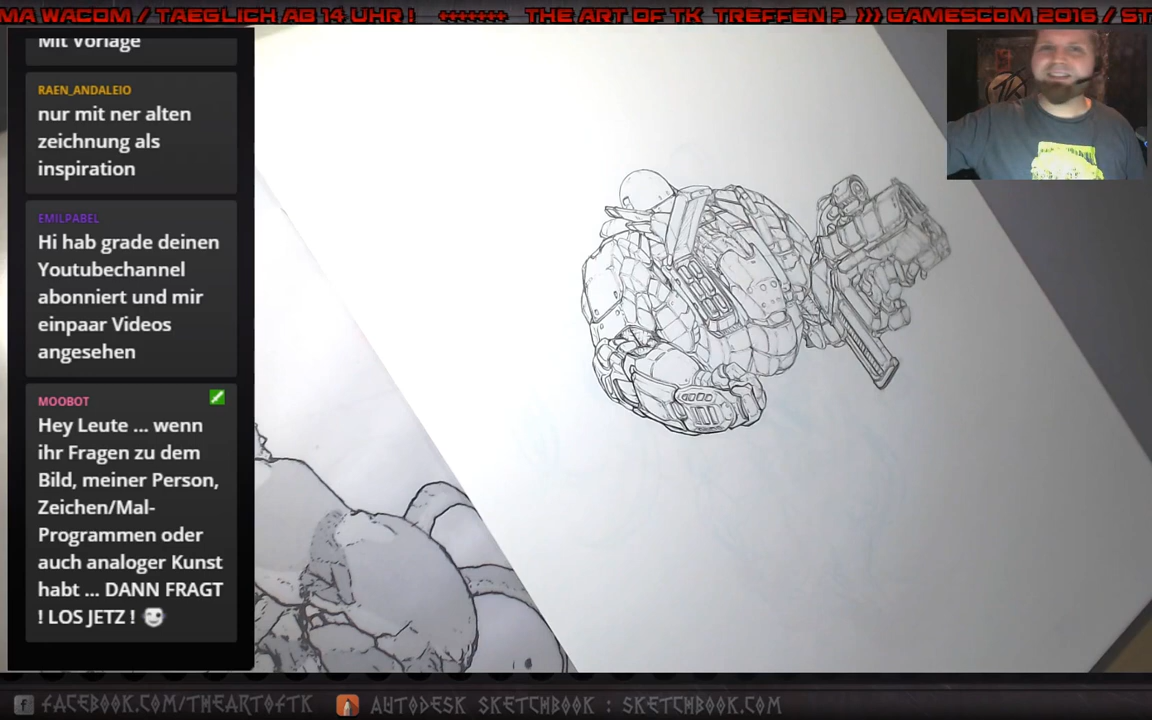 MA WACOM / TAEGLICH AB 14 UHR ! +++++++ THE ART OF TK TREFFEN ? >>> GAMESCOM 2016 / ST
Mit Vorlage
RAEN_ANDALEIO
nur mit ner alten
zeichnung als
inspiration
EMILPABEL
Hi hab grade deinen
Youtubechannel
abonniert und mir
einpaar Videos
angesehen
MOOBOT
Hey Leute ... wenn
ihr Fragen zu dem
Bild, meiner Person,
Zeichen/Mal-
Programmen oder
auch analoger Kunst
habt ... DANN FRAGT
! LOS JETZ !
TK
FACEBOOK.COM/THEARTOFTK
AUTODESK SKETCHBOOK : SKETCHBOOK.COM